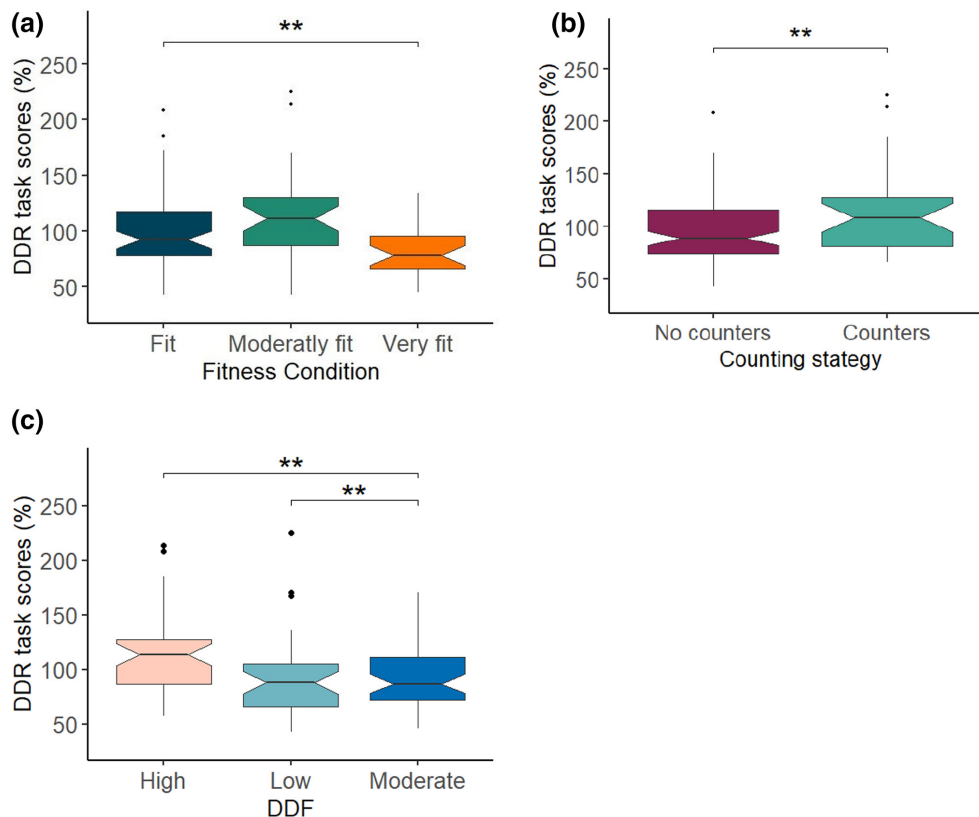 (a)
**
250
200
150
100
50
DDR task scores (%)
Fit Moderatly fit Very fit
Fitness Condition
(b)
**
250
200
150
100
50
DDR task scores (%)
No counters Counters
Counting stategy
(c)
**
**
250
200
150
100
50
DDR task scores (%)
High Low Moderate
DDF